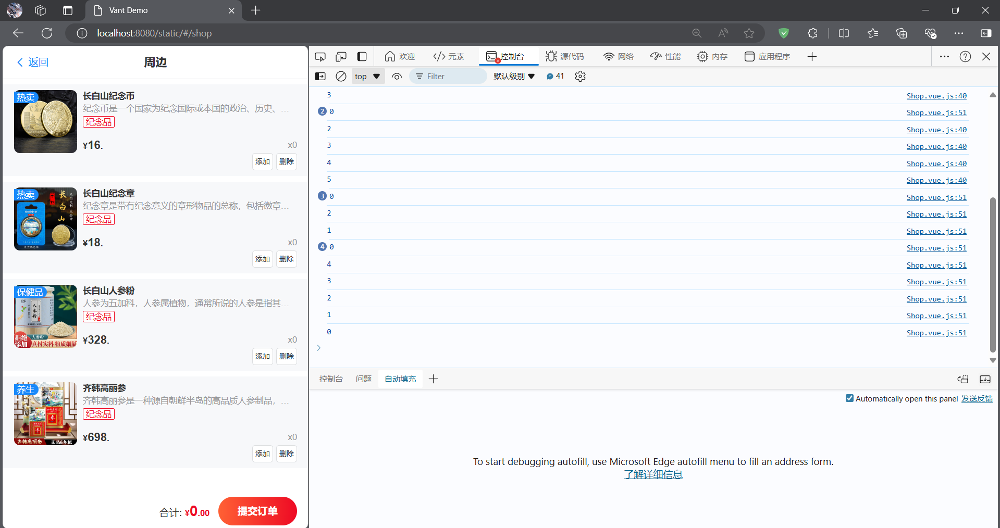 Vant Demo
localhost:8080/static/#/shop
返回
周边
热卖
长白山纪念币
纪念币是一个国家为纪念国际或本国的政治、历史、...
纪念品
¥16.
x0
添加
删除
热卖
长白山
长白山纪念章
纪念章是带有纪念意义的章形物品的总称，包括徽章...
纪念品
¥18.
x0
添加
删除
保健品
人参粉
拒绝添加
人参粉
真材实料 粉质细腻
长白山人参粉
人参为五加科，人参属植物，通常所说的人参是指其...
纪念品
¥328.
x0
添加
删除
养生
参
齐韩高丽参
正品6年根
齐韩高丽参
齐韩高丽参是一种源自朝鲜半岛的高品质人参制品，...
纪念品
¥698.
x0
添加
删除
合计: ¥0.00
提交订单
欢迎
元素
控制台
源代码
网络
性能
内存
应用程序
top
Filter
默认级别
41
3 Shop.vue.js:40
2 0 Shop.vue.js:51
2 Shop.vue.js:40
3 Shop.vue.js:40
4 Shop.vue.js:40
5 Shop.vue.js:40
3 0 Shop.vue.js:51
2 Shop.vue.js:51
1 Shop.vue.js:51
4 0 Shop.vue.js:51
4 Shop.vue.js:51
3 Shop.vue.js:51
2 Shop.vue.js:51
1 Shop.vue.js:51
0 Shop.vue.js:51
控制台
问题
自动填充
Automatically open this panel 发送反馈
To start debugging autofill, use Microsoft Edge autofill menu to fill an address form.
了解详细信息